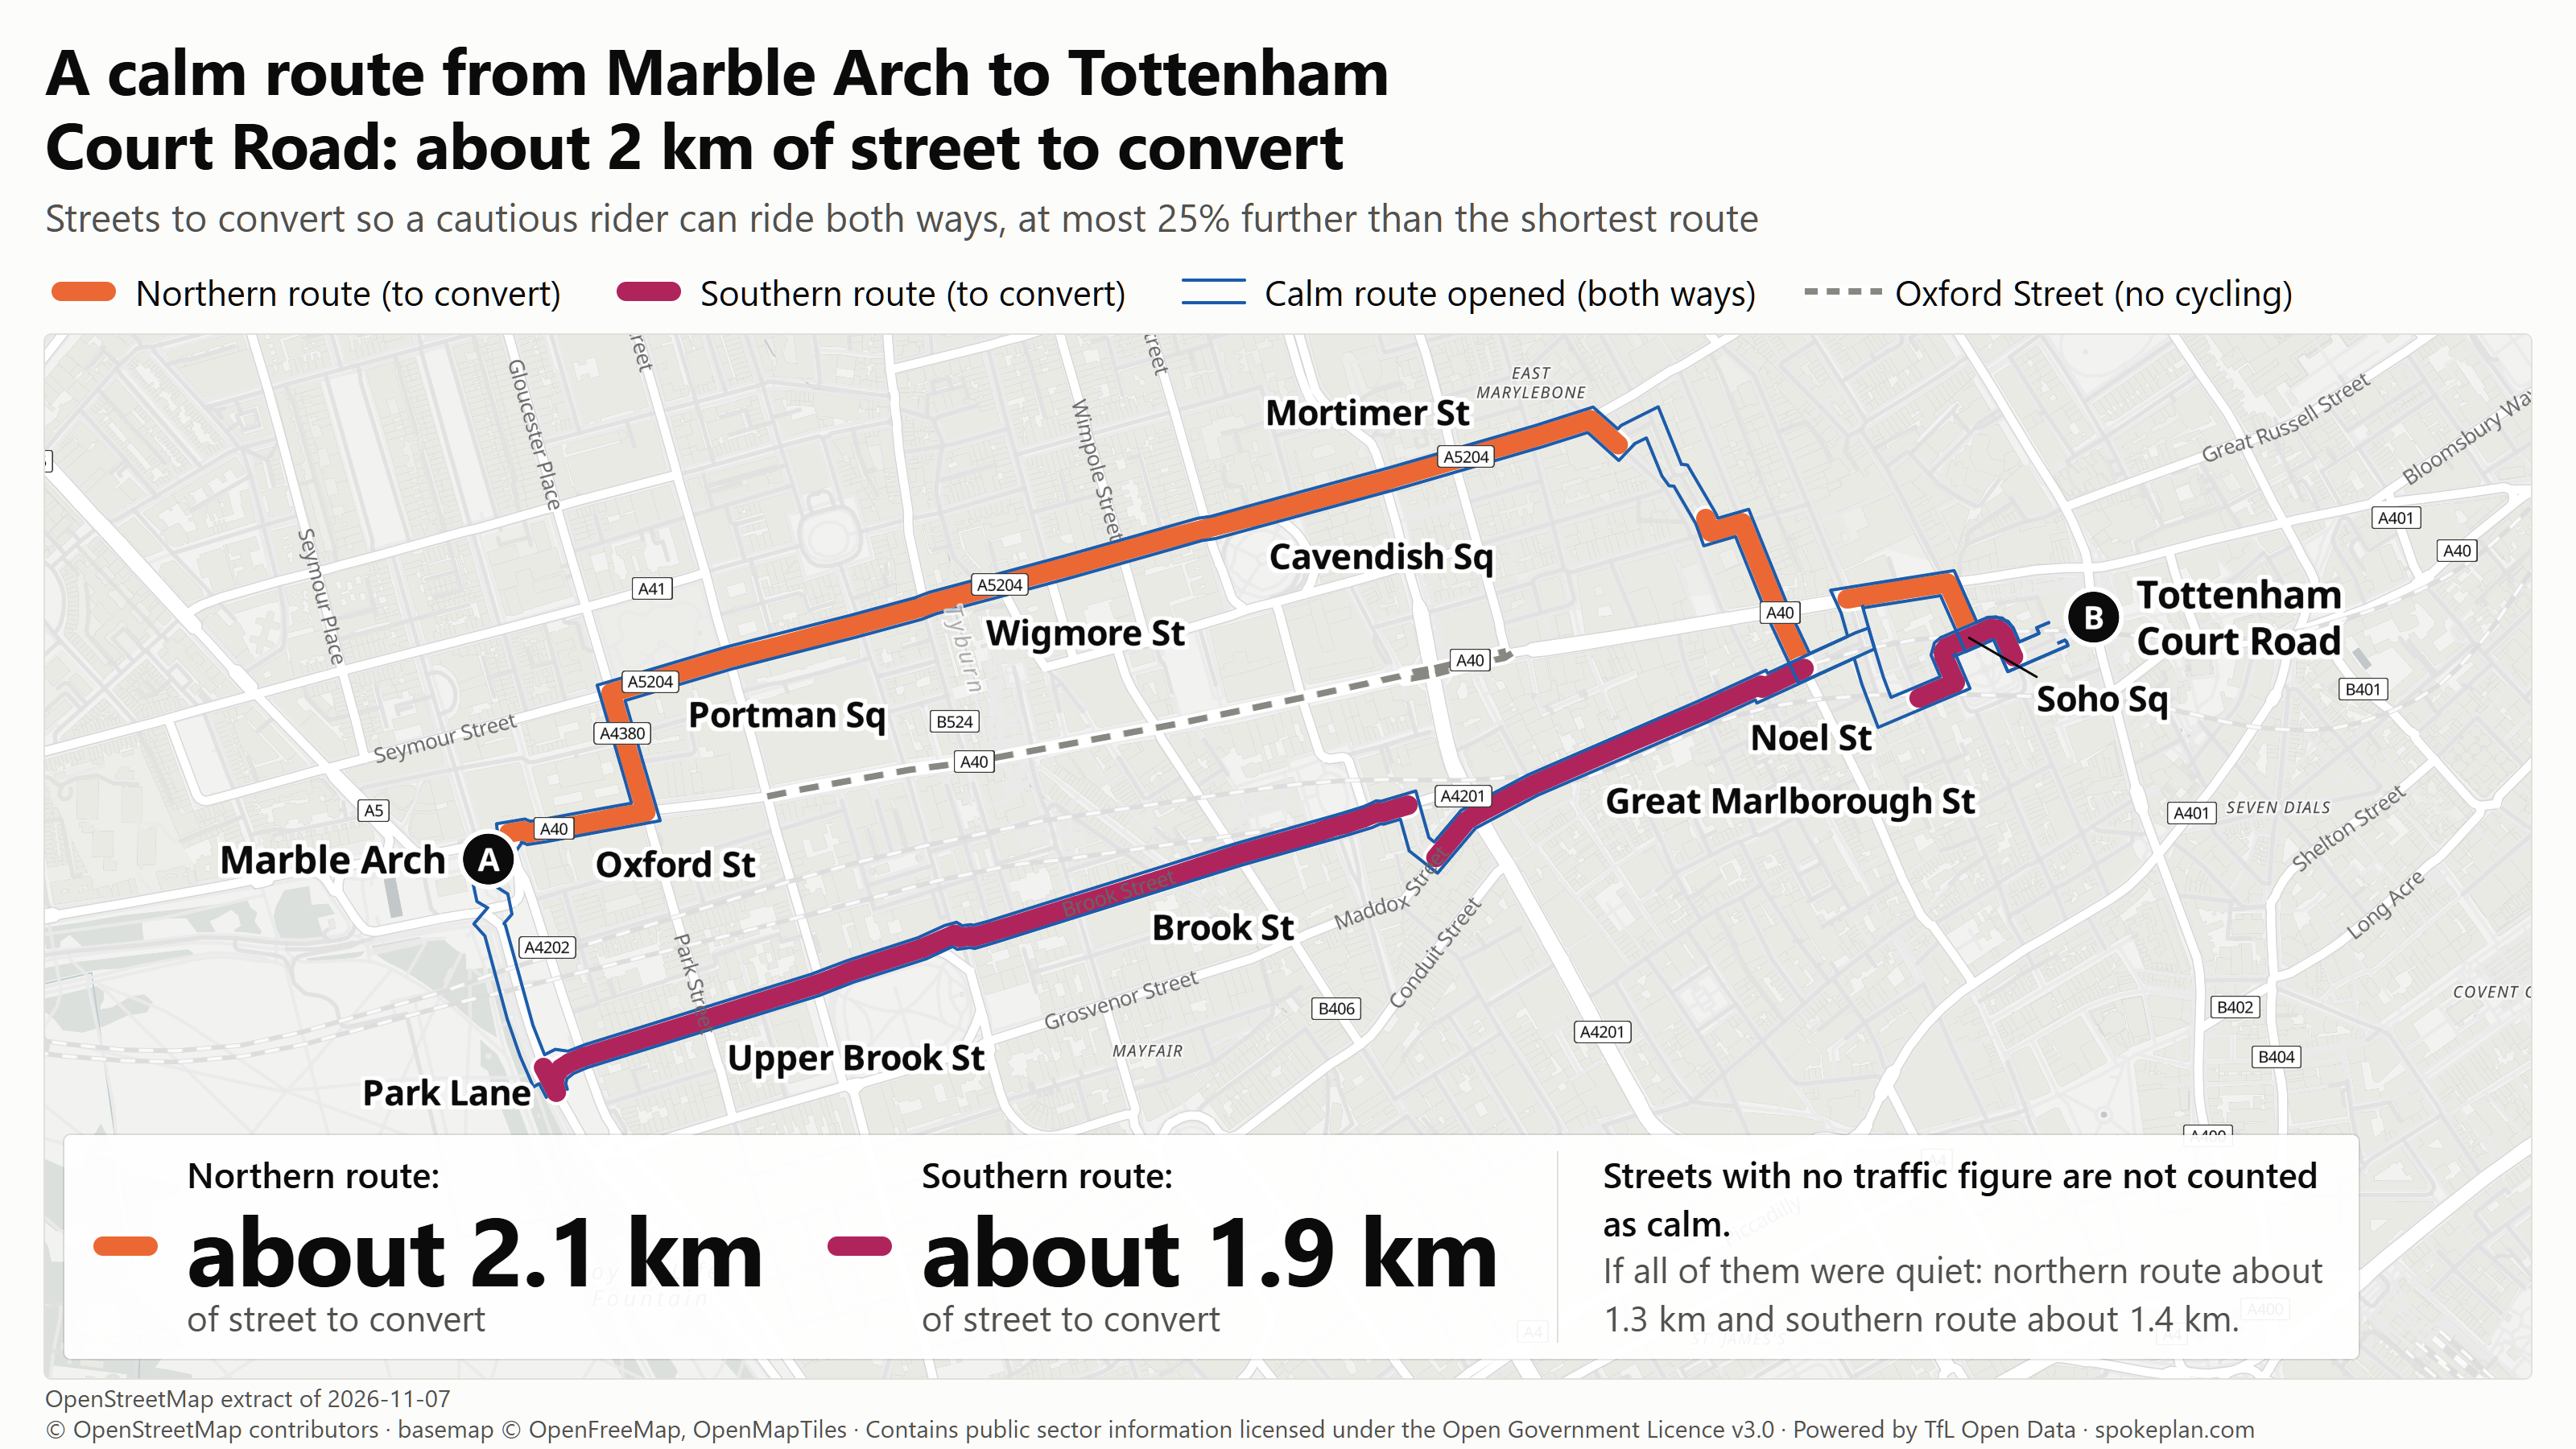 A calm route from Marble Arch to Tottenham
Court Road: about 2 km of street to convert
Streets to convert so a cautious rider can ride both ways, at most 25% further than the shortest route
Northern route (to convert)
Southern route (to convert)
Calm route opened (both ways)
Oxford Street (no cycling)
Gloucester Place
EAST
MARYLEBONE
Mortimer St
Great Russell Street
Bloomsbury
Wimpole Street
A5204
A401
A40
Seymour Place
Cavendish Sq
A41
A5204
A40
Tottenham
Court Road
B
Tyburn
Wigmore St
A40
A5204
Portman Sq
B524
B401
Soho Sq
Seymour Street
A4380
A40
Noel St
A5
A4201
Great Marlborough St
A401
SEVEN DIALS
Shelton Street
A40
Marble Arch
A
Oxford St
Brook Street
Maddox Street
Brook St
Long Acre
A4202
Park Street
Conduit Street
Grosvenor Street
B406
COVENT
B402
A4201
MAYFAIR
Upper Brook St
B404
Park Lane
A400
Northern route:
about 2.1 km
of street to convert
Southern route:
about 1.9 km
of street to convert
Streets with no traffic figure are not counted
as calm.
If all of them were quiet: northern route about
1.3 km and southern route about 1.4 km.
A4
A400
A4
Fountain
OpenStreetMap extract of 2026-11-07
© OpenStreetMap contributors · basemap © OpenFreeMap, OpenMapTiles · Contains public sector information licensed under the Open Government Licence v3.0 · Powered by TfL Open Data · spokeplan.com